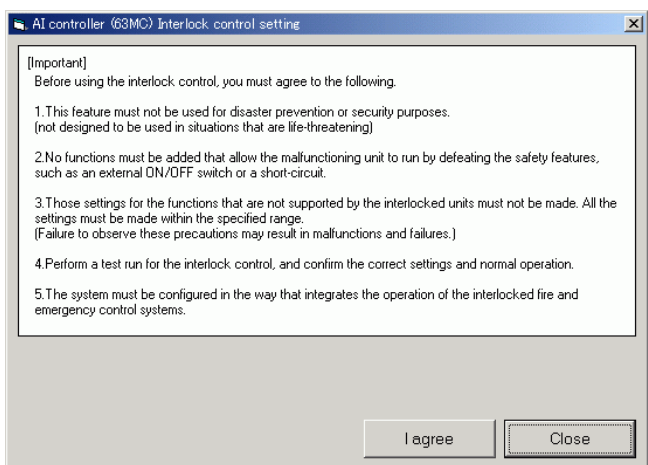 AI controller (63MC) Interlock control setting
[Important]
Before using the interlock control, you must agree to the following.
1.This feature must not be used for disaster prevention or security purposes.
(not designed to be used in situations that are life-threatening)
2.No functions must be added that allow the malfunctioning unit to run by defeating the safety features,
such as an external ON/OFF switch or a short-circuit.
3.Those settings for the functions that are not supported by the interlocked units must not be made. All the
settings must be made within the specified range.
(Failure to observe these precautions may result in malfunctions and failures.)
4.Perform a test run for the interlock control, and confirm the correct settings and normal operation.
5.The system must be configured in the way that integrates the operation of the interlocked fire and
emergency control systems.
I agree
Close